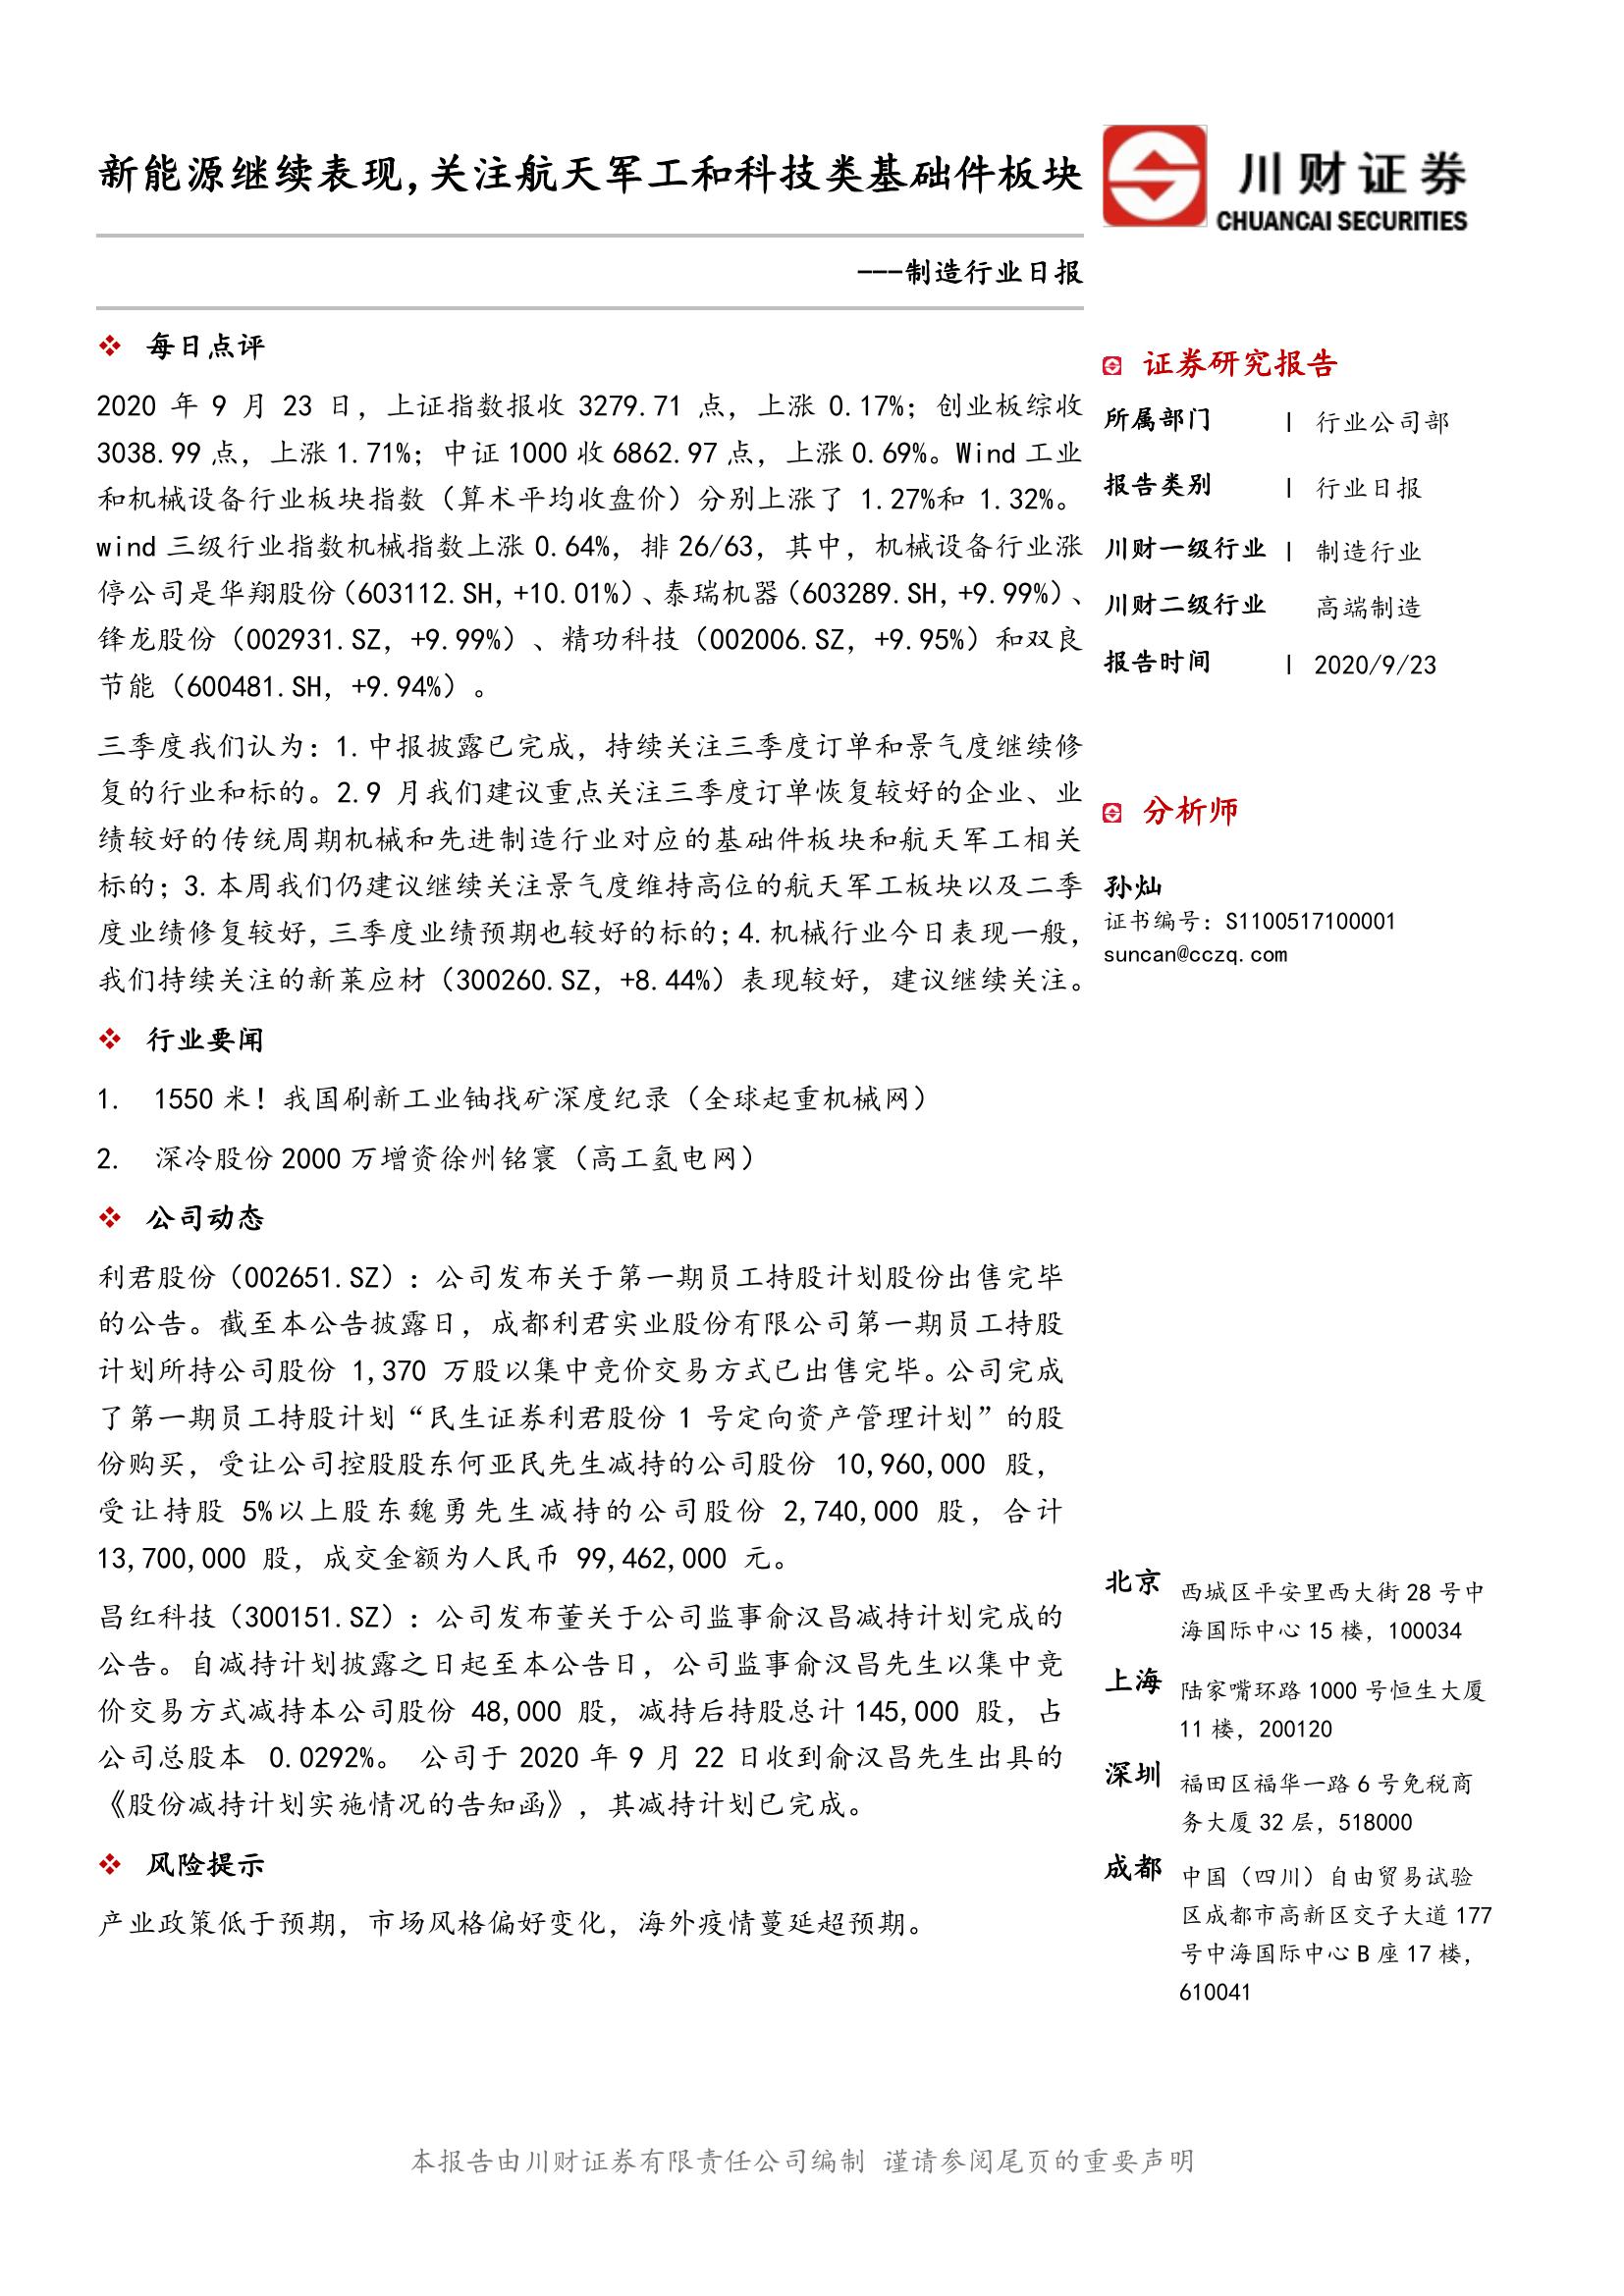 新能源继续表现,关注航天军工和科技类基础件板块
川财证券
CHUANCAI SECURITIES
---制造行业日报
每日点评
2020 年 9 月 23 日，上证指数报收 3279.71 点，上涨 0.17%；创业板综收
3038.99 点，上涨 1.71%；中证 1000 收 6862.97 点，上涨 0.69%。Wind 工业
和机械设备行业板块指数（算术平均收盘价）分别上涨了 1.27%和 1.32%。
wind 三级行业指数机械指数上涨 0.64%，排 26/63，其中，机械设备行业涨
停公司是华翔股份（603112.SH，+10.01%）、泰瑞机器（603289.SH，+9.99%）、
锋龙股份（002931.SZ，+9.99%）、精功科技（002006.SZ，+9.95%）和双良
节能（600481.SH，+9.94%）。
三季度我们认为：1.中报披露已完成，持续关注三季度订单和景气度继续修
复的行业和标的。2.9 月我们建议重点关注三季度订单恢复较好的企业、业
绩较好的传统周期机械和先进制造行业对应的基础件板块和航天军工相关
标的；3.本周我们仍建议继续关注景气度维持高位的航天军工板块以及二季
度业绩修复较好，三季度业绩预期也较好的标的；4.机械行业今日表现一般，
我们持续关注的新莱应材（300260.SZ，+8.44%）表现较好，建议继续关注。
行业要闻
1. 1550 米！我国刷新工业铀找矿深度纪录（全球起重机械网）
2. 深冷股份 2000 万增资徐州铭寰（高工氢电网）
公司动态
利君股份（002651.SZ）：公司发布关于第一期员工持股计划股份出售完毕
的公告。截至本公告披露日，成都利君实业股份有限公司第一期员工持股
计划所持公司股份 1,370 万股以集中竞价交易方式已出售完毕。公司完成
了第一期员工持股计划“民生证券利君股份 1 号定向资产管理计划”的股
份购买，受让公司控股股东何亚民先生减持的公司股份 10,960,000 股，
受让持股 5%以上股东魏勇先生减持的公司股份 2,740,000 股，合计
13,700,000 股，成交金额为人民币 99,462,000 元。
昌红科技（300151.SZ）：公司发布董关于公司监事俞汉昌减持计划完成的
公告。自减持计划披露之日起至本公告日，公司监事俞汉昌先生以集中竞
价交易方式减持本公司股份 48,000 股，减持后持股总计 145,000 股，占
公司总股本 0.0292%。 公司于 2020 年 9 月 22 日收到俞汉昌先生出具的
《股份减持计划实施情况的告知函》，其减持计划已完成。
风险提示
产业政策低于预期，市场风格偏好变化，海外疫情蔓延超预期。
证券研究报告
所属部门 | 行业公司部
报告类别 | 行业日报
川财一级行业 | 制造行业
川财二级行业 高端制造
报告时间 | 2020/9/23
分析师
孙灿
证书编号：S1100517100001
suncan@cczq.com
北京 西城区平安里西大街 28 号中
海国际中心 15 楼，100034
上海 陆家嘴环路 1000 号恒生大厦
11 楼，200120
深圳 福田区福华一路 6 号免税商
务大厦 32 层，518000
成都 中国（四川）自由贸易试验
区成都市高新区交子大道 177
号中海国际中心 B 座 17 楼，
610041
本报告由川财证券有限责任公司编制 谨请参阅尾页的重要声明